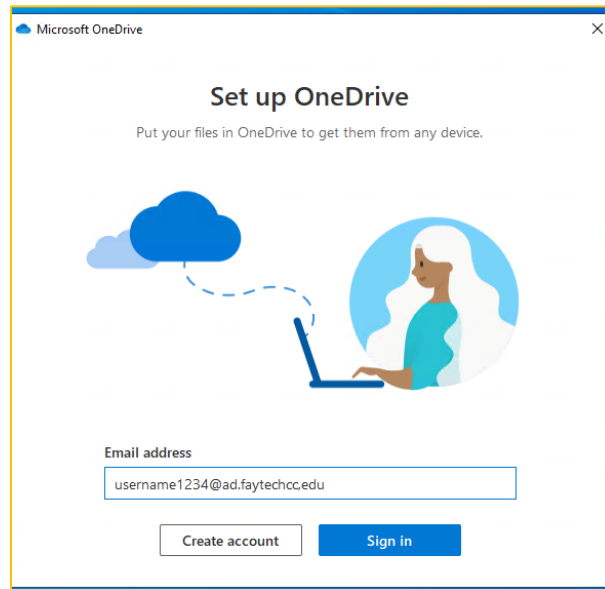 Microsoft OneDrive
Set up OneDrive
Put your files in OneDrive to get them from any device.
Email address
username1234@ad.faytechcc,edu
Create account
Sign in